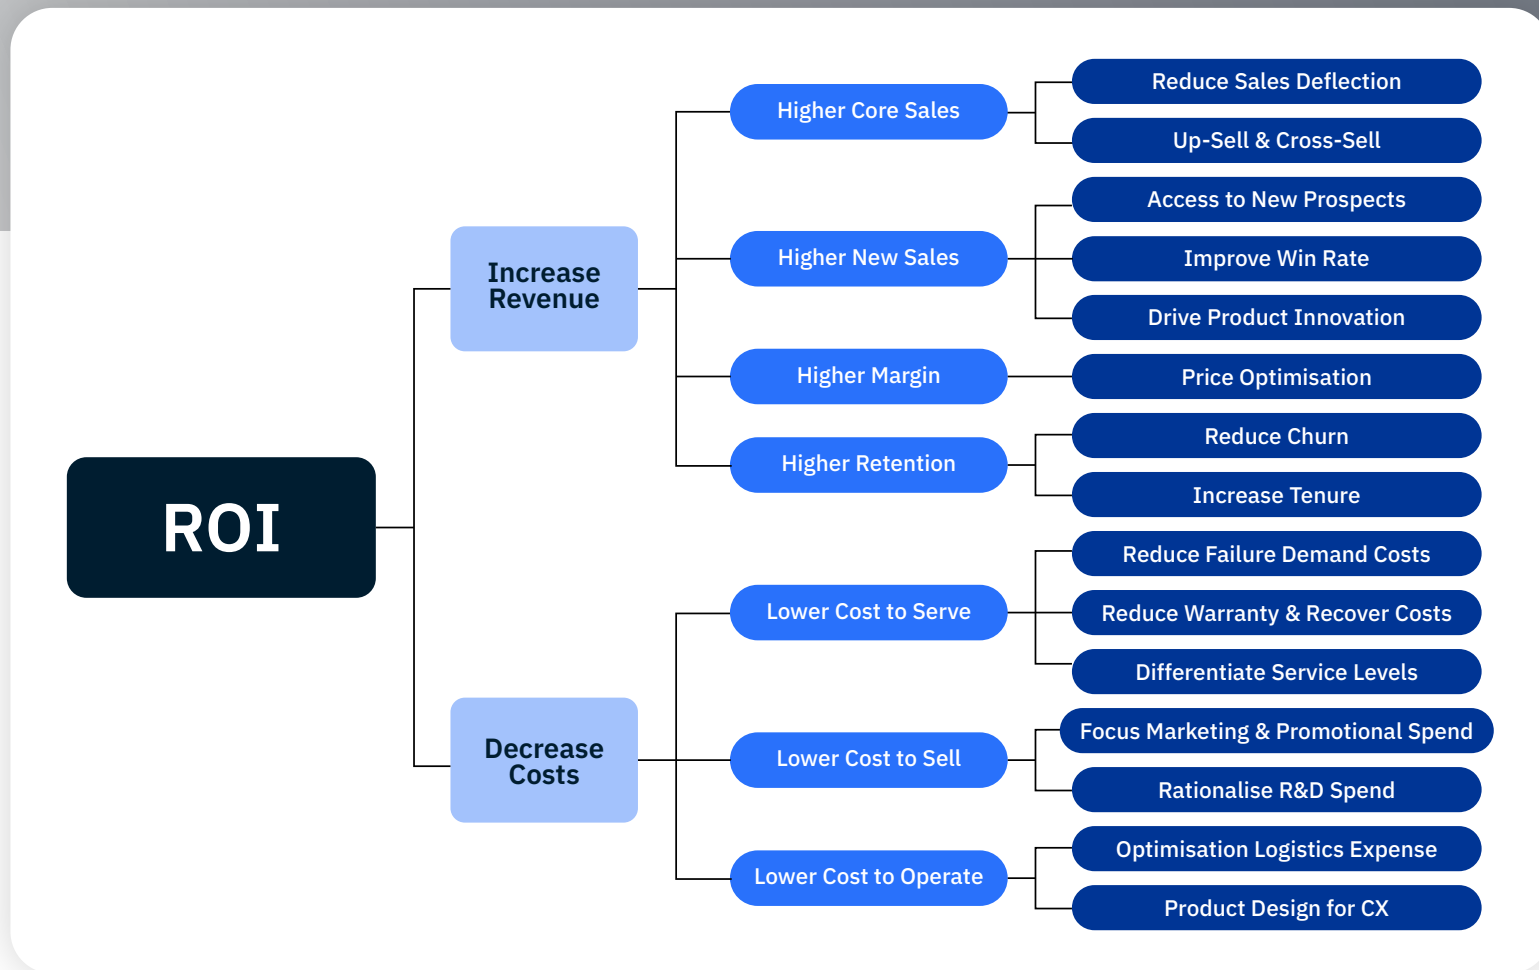 ROI
Increase
Revenue
Decrease
Costs
Higher Core Sales
Higher New Sales
Higher Margin
Higher Retention
Lower Cost to Serve
Lower Cost to Sell
Lower Cost to Operate
Reduce Sales Deflection
Up-Sell & Cross-Sell
Access to New Prospects
Improve Win Rate
Drive Product Innovation
Price Optimisation
Reduce Churn
Increase Tenure
Reduce Failure Demand Costs
Reduce Warranty & Recover Costs
Differentiate Service Levels
Focus Marketing & Promotional Spend
Rationalise R&D Spend
Optimisation Logistics Expense
Product Design for CX